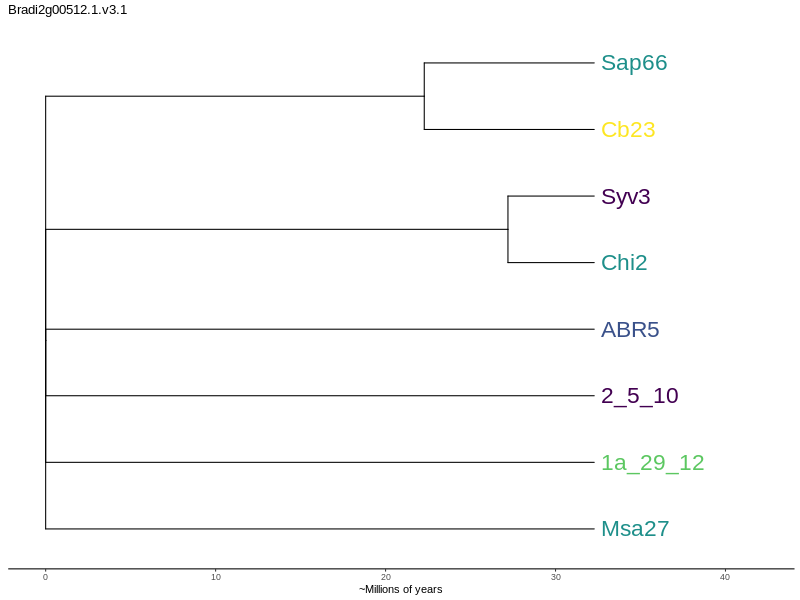 Bradi2g00512.1.v3.1
Sap66
Cb23
Syv3
Chi2
ABR5
2_5_10
1a_29_12
Msa27
0 10 20 30 40
~Millions of years